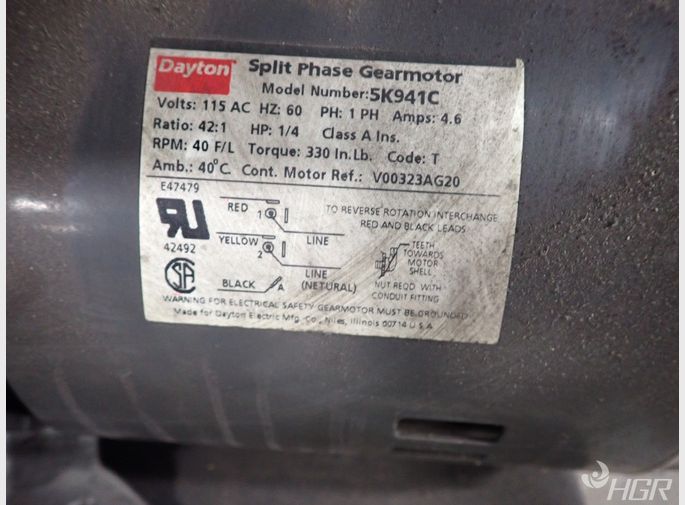 Dayton Split Phase Gearmotor
Model Number: 5K941C
Volts: 115 AC HZ: 60 PH: 1 PH Amps: 4.6
Ratio: 42:1 HP: 1/4 Class A Ins.
RPM: 40 F/L Torque: 330 In.Lb. Code: T
Amb.: 40°C. Cont. Motor Ref.: V00323AG20
E47479
RU
42492
SA
RED 1
LINE
YELLOW 2
LINE
(NETURAL)
BLACK A
TO REVERSE ROTATION INTERCHANGE
RED AND BLACK LEADS
TEETH
TOWARDS
MOTOR
SHELL
NUT REQD WITH
CONDUIT FITTING
WARNING FOR ELECTRICAL SAFETY GEARMOTOR MUST BE GROUNDED
Made for Dayton Electric Mfg. Co., Niles, Illinois 60714 U.S.A.
HGR